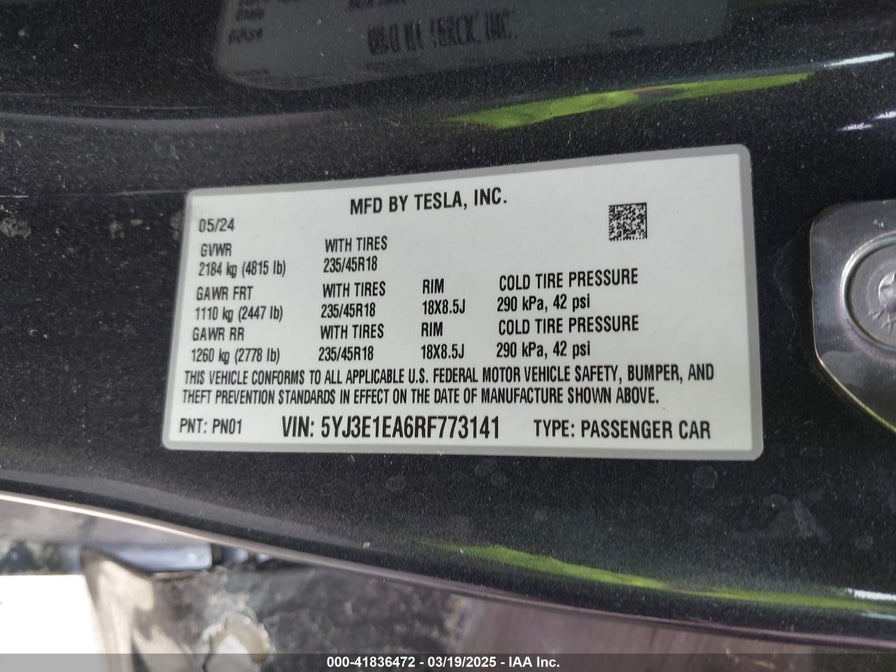 MFD BY TESLA, INC.
05/24
GVWR WITH TIRES
2184 kg (4815 lb) 235/45R18
GAWR FRT WITH TIRES RIM COLD TIRE PRESSURE
1110 kg (2447 lb) 235/45R18 18X8.5J 290 kPa, 42 psi
GAWR RR WITH TIRES RIM COLD TIRE PRESSURE
1260 kg (2778 lb) 235/45R18 18X8.5J 290 kPa, 42 psi
THIS VEHICLE CONFORMS TO ALL APPLICABLE U.S. FEDERAL MOTOR VEHICLE SAFETY, BUMPER, AND
THEFT PREVENTION STANDARDS IN EFFECT ON THE DATE OF MANUFACTURE SHOWN ABOVE.
PNT: PN01 VIN: 5YJ3E1EA6RF773141 TYPE: PASSENGER CAR
000-41836472 — 03/19/2025 — IAA Inc.